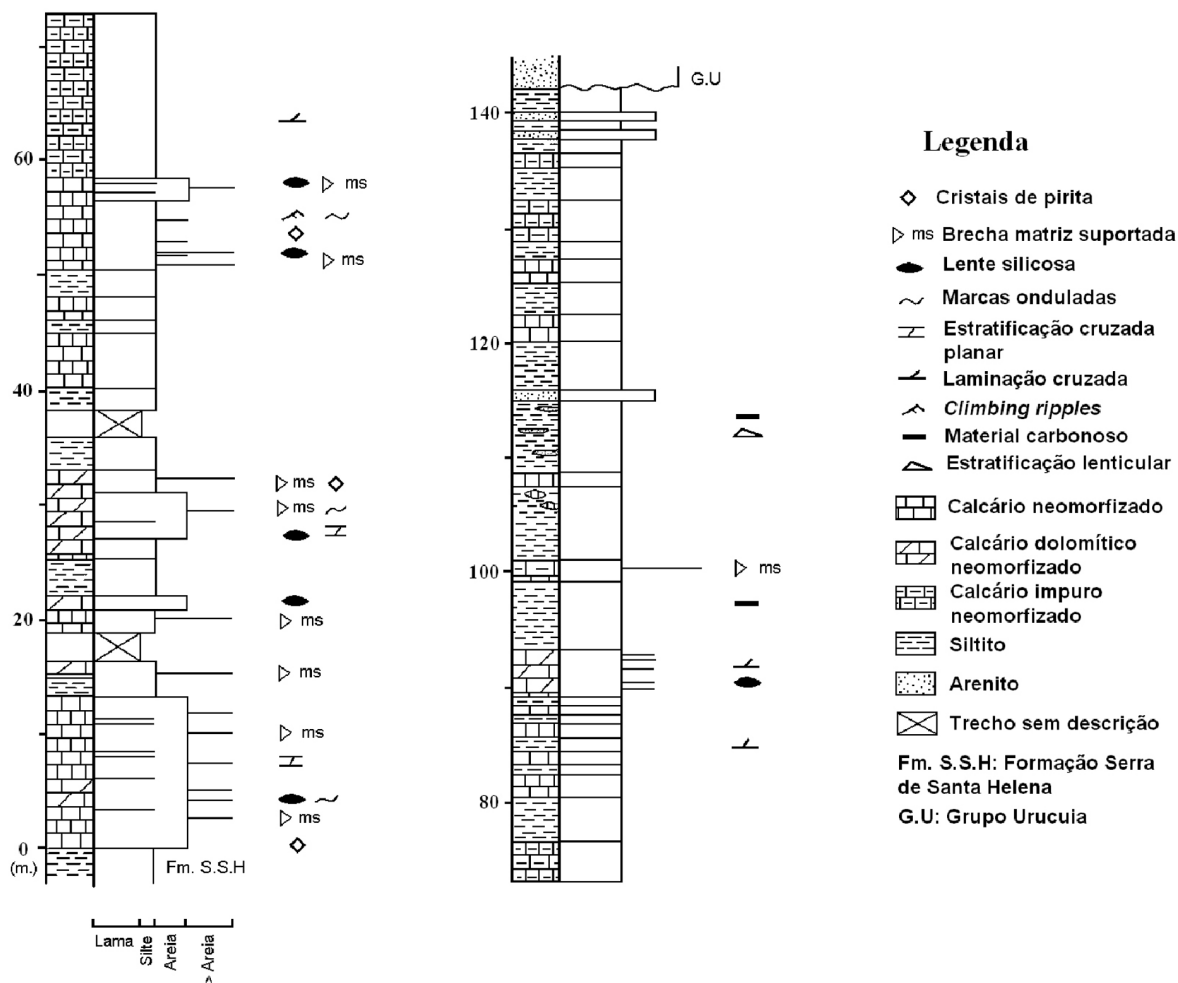 60
40
20
0
(m.)
ms
ms
ms
ms
ms
ms
ms
ms
Fm. S.S.H
Lama
Silte
Areia
> Areia
140
120
100
80
G.U
ms
Legenda
Cristais de pirita
ms Brecha matriz suportada
Lente silicosa
Marcas onduladas
Estratificação cruzada
planar
Laminação cruzada
Climbing ripples
Material carbonoso
Estratificação lenticular
Calcário neomorfizado
Calcário dolomítico
neomorfizado
Calcário impuro
neomorfizado
Siltito
Arenito
Trecho sem descrição
Fm. S.S.H: Formação Serra
de Santa Helena
G.U: Grupo Urucuia